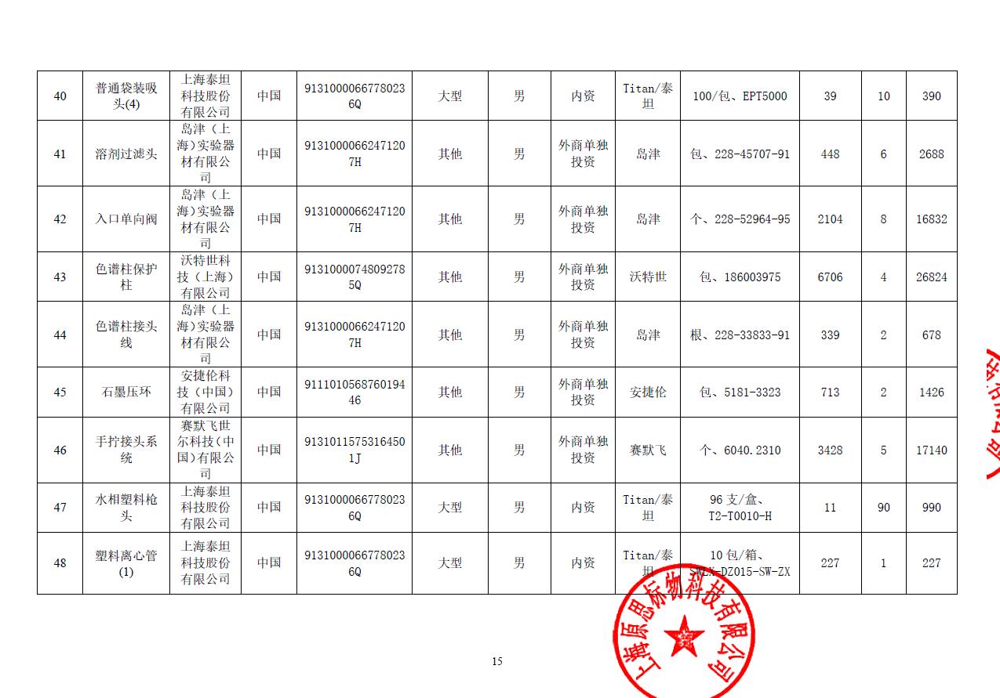 40 普通袋装吸头(4) 上海泰坦科技股份有限公司 中国 91310000667780236Q 大型 男 内资 Titan/泰坦 100/包、EPT5000 39 10 390
41 溶剂过滤头 岛津（上海）实验器材有限公司 中国 91310000662471207H 其他 男 外商单独投资 岛津 包、228-45707-91 448 6 2688
42 入口单向阀 岛津（上海）实验器材有限公司 中国 91310000662471207H 其他 男 外商单独投资 岛津 个、228-52964-95 2104 8 16832
43 色谱柱保护柱 沃特世科技（上海）有限公司 中国 91310000748092785Q 其他 男 外商单独投资 沃特世 包、186003975 6706 4 26824
44 色谱柱接头线 岛津（上海）实验器材有限公司 中国 91310000662471207H 其他 男 外商单独投资 岛津 根、228-33833-91 339 2 678
45 石墨压环 安捷伦科技（中国）有限公司 中国 911101056876019446 其他 男 外商单独投资 安捷伦 包、5181-3323 713 2 1426
46 手拧接头系统 赛默飞世尔科技（中国）有限公司 中国 91310115753164501J 其他 男 外商单独投资 赛默飞 个、6040.2310 3428 5 17140
47 水相塑料枪头 上海泰坦科技股份有限公司 中国 91310000667780236Q 大型 男 内资 Titan/泰坦 96 支/盒、T2-T0010-H 11 90 990
48 塑料离心管(1) 上海泰坦科技股份有限公司 中国 91310000667780236Q 大型 男 内资 Titan/泰坦 10 包/箱、SWLX-DZ015-SW-ZX 227 1 227
上海原思标物科技有限公司
15